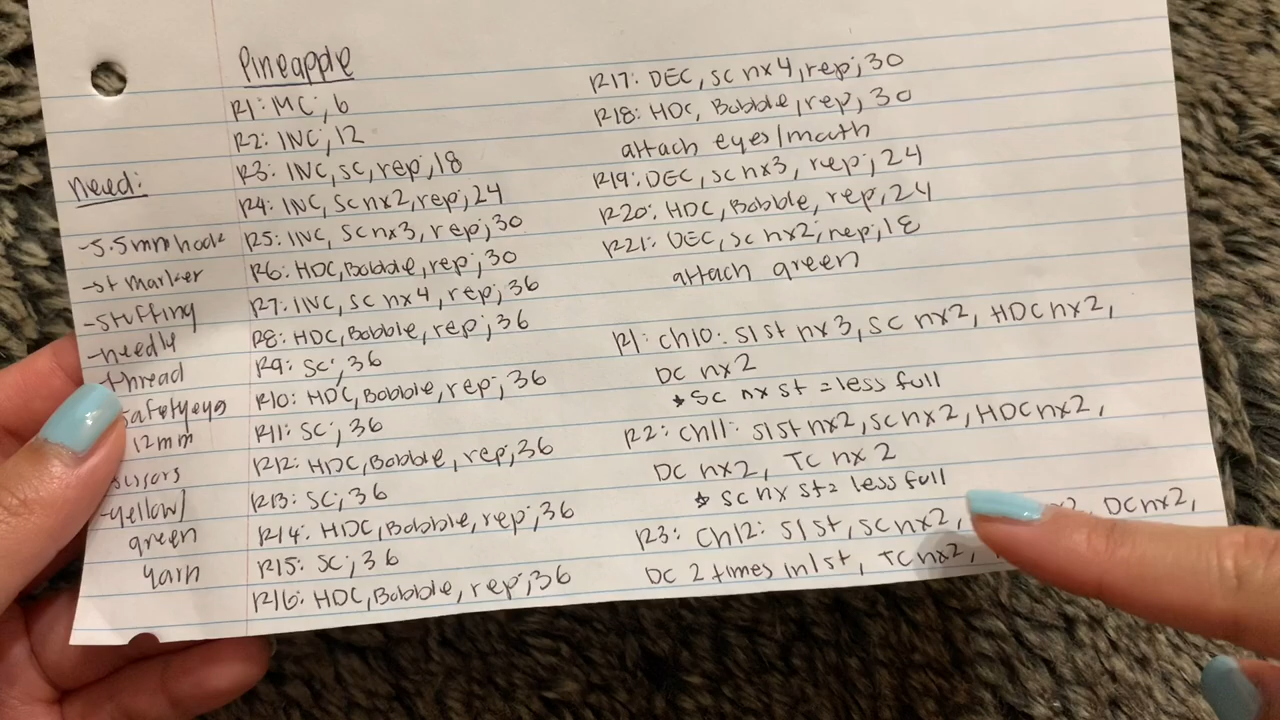 Pineapple
R1: MC; 6
R2: INC, 12
R3: INC, SC, rep; 18
R4: INC, SC nx2, rep; 24
R5: INC, SC nx3, rep; 30
R6: HDC, Bobble, rep; 30
R7: INC, SC nx4, rep; 36
R8: HDC, Bobble, rep; 36
R9: SC; 36
R10: HDC, Bobble, rep; 36
R11: SC; 36
R12: HDC, Bobble, rep; 36
R13: SC; 36
R14: HDC, Bobble, rep; 36
R15: SC; 36
R16: HDC, Bobble, rep; 36
need:
-5.5mm hook
-st marker
-stuffing
-needle
-thread
safety eyes
12mm
scissors
-yellow/
green
yarn
R17: DEC, SC nx4, rep; 30
R18: HDC, Bobble, rep; 30
attach eyes/mouth
R19: DEC, SC nx3, rep; 24
R20: HDC, Bobble, rep, 24
R21: DEC, SC nx2, rep; 18
attach green
R1: Ch10: Sl st nx3, SC nx2, HDC nx2,
DC nx2
* SC nx st = less full
R2: Ch11: Sl st nx2, SC nx2, HDC nx2,
DC nx2, TC nx2
* SC nx st = less full
R3: Ch12: Sl st, SC nx2, x2, DC nx2,
DC 2 times in 1 st, TC nx2,